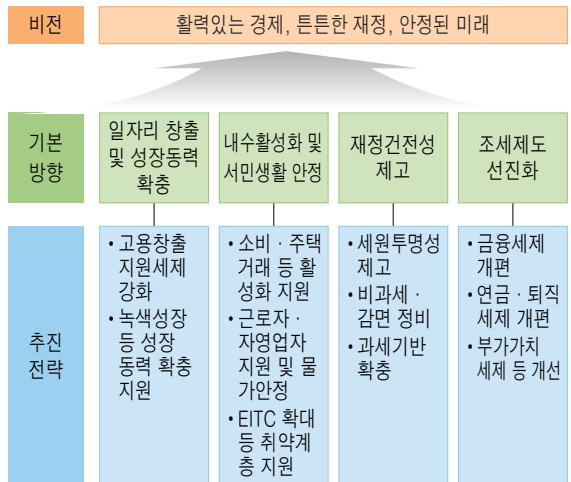 비전
활력있는 경제, 튼튼한 재정, 안정된 미래
기본
방향
일자리 창출
및 성장동력
확충
내수활성화 및
서민생활 안정
재정건전성
제고
조세제도
선진화
추진
전략
• 고용창출
지원세제
강화
• 녹색성장
등 성장
동력 확충
지원
• 소비 · 주택
거래 등 활
성화 지원
• 근로자 ·
자영업자
지원 및 물
가안정
• EITC 확대
등 취약계
층 지원
• 세원투명성
제고
• 비과세 ·
감면 정비
• 과세기반
확충
• 금융세제
개편
• 연금 · 퇴직
세제 개편
• 부가가치
세제 등 개선